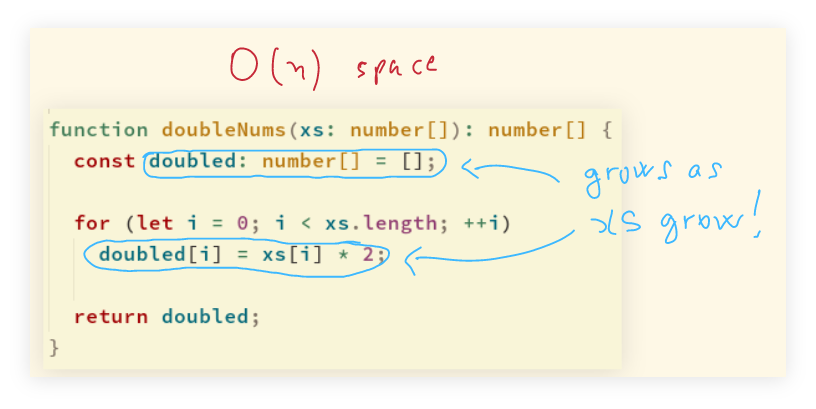 O(n) space
function doubleNums(xs: number[]): number[] {
const doubled: number[] = [];
grows as
xs grow!
for (let i = 0; i < xs.length; ++i)
doubled[i] = xs[i] * 2;
return doubled;
}